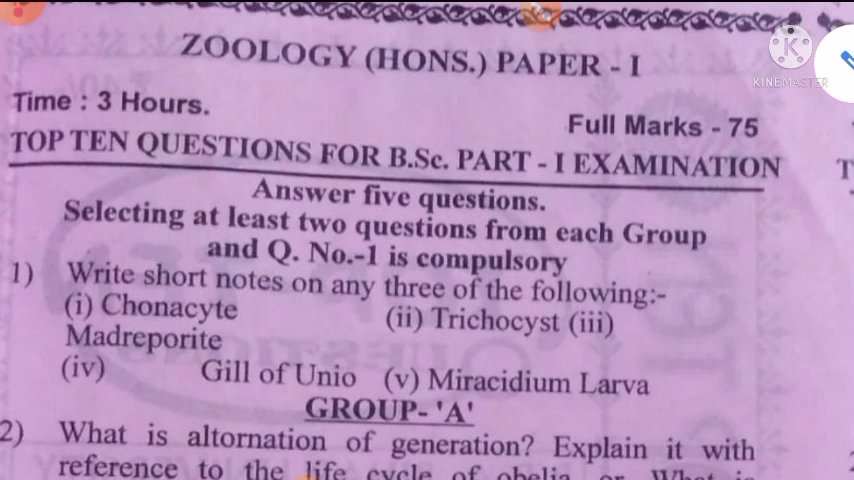 ZOOLOGY (HONS.) PAPER - I
KINEMASTER
Time : 3 Hours.
Full Marks - 75
TOP TEN QUESTIONS FOR B.Sc. PART - I EXAMINATION
Answer five questions.
Selecting at least two questions from each Group
and Q. No.-1 is compulsory
1) Write short notes on any three of the following:-
(i) Chonacyte (ii) Trichocyst (iii)
Madreporite
(iv) Gill of Unio (v) Miracidium Larva
GROUP- 'A'
2) What is altornation of generation? Explain it with
reference to the life cycle of obelia or What is